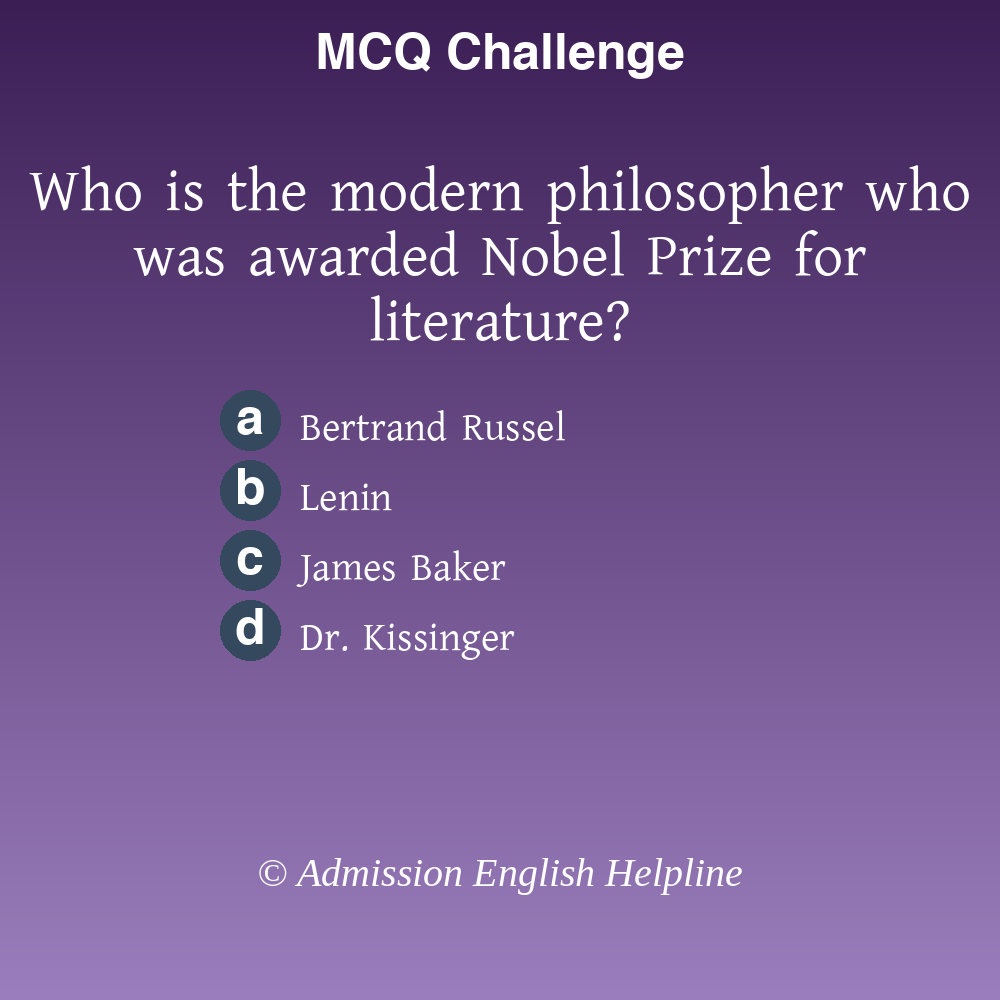 MCQ Challenge
Who is the modern philosopher who
was awarded Nobel Prize for
literature?
a Bertrand Russel
b Lenin
c James Baker
d Dr. Kissinger
© Admission English Helpline